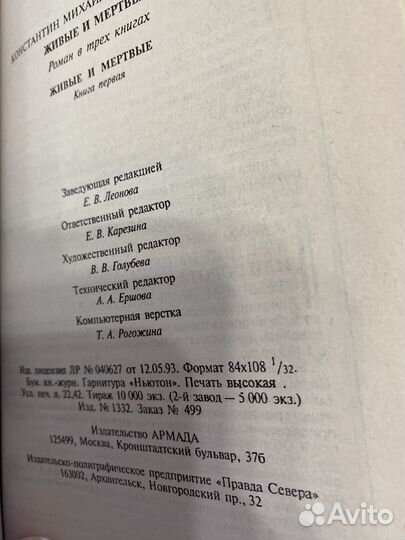 КОНСТАНТИН МИХАЙ
ЖИВЫЕ И МЕРТВЫЕ
Роман в трех книгах
ЖИВЫЕ И МЕРТВЫЕ
Книга первая
Заведующая редакцией
Е. В. Леонова
Ответственный редактор
Е. В. Карезина
Художественный редактор
В. В. Голубева
Технический редактор
А. А. Ершова
Компьютерная верстка
Т. А. Рогожина
Изд. лицензия ЛР № 040627 от 12.05.93. Формат 84х108 1/32.
Бум. кн.-журн. Гарнитура «Ньютон». Печать высокая .
Усл. печ. л. 22,42. Тираж 10 000 экз. (2-й завод — 5 000 экз.)
Изд. № 1332. Заказ № 499
Издательство АРМАДА
125499, Москва, Кронштадтский бульвар, 37б
Издательско-полиграфическое предприятие «Правда Севера»
163002, Архангельск, Новгородский пр., 32
Avito